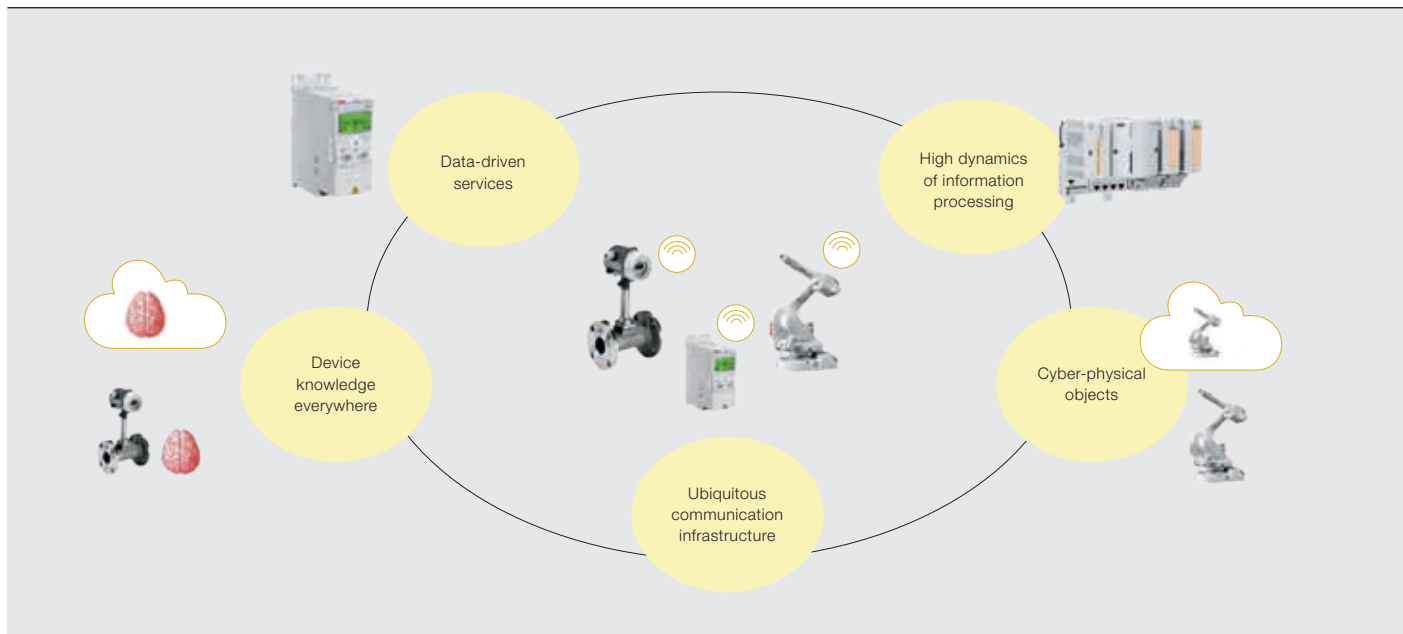 Data-driven
services
High dynamics
of information
processing
Device
knowledge
everywhere
Cyber-physical
objects
Ubiquitous
communication
infrastructure